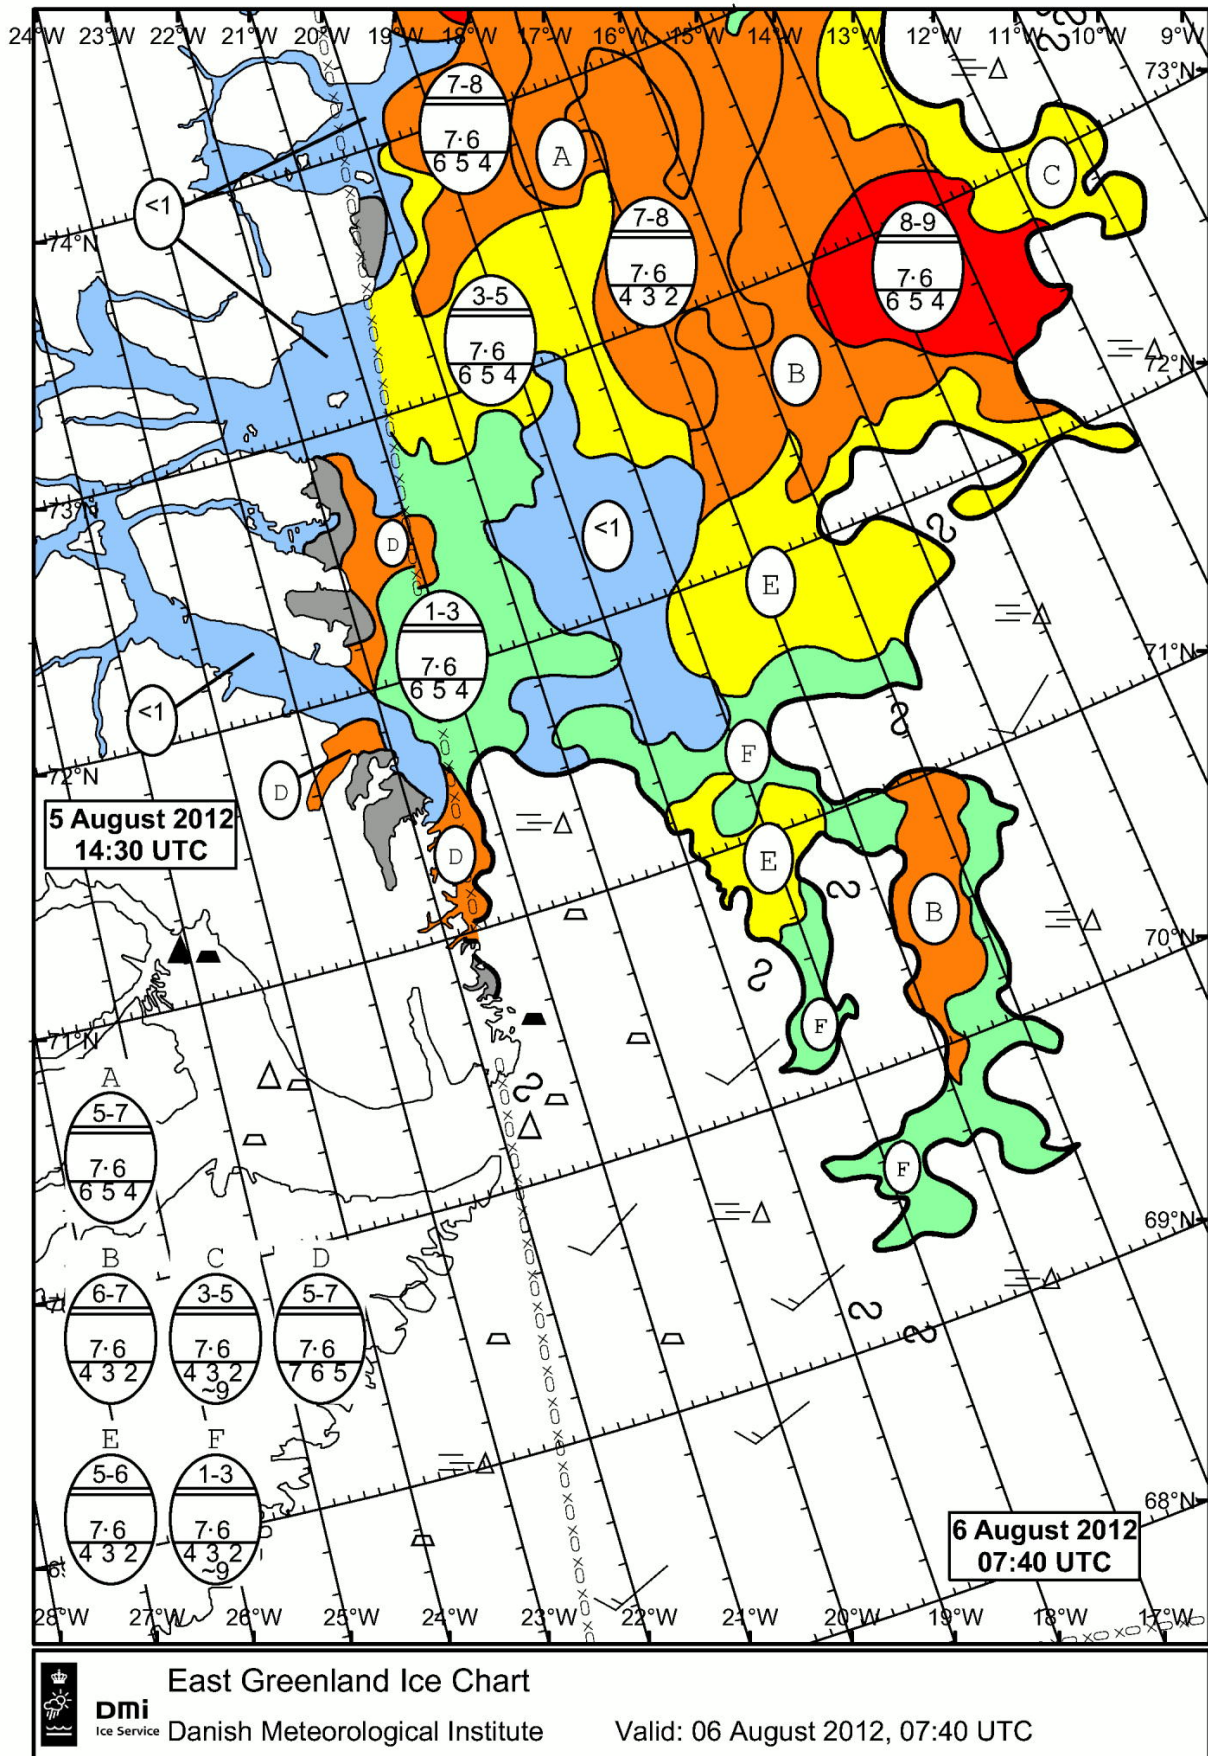 24°W 23°W 22°W 21°W 20°W 19°W 18°W 17°W 16°W 15°W 14°W 13°W 12°W 11°W 10°W 9°W
73°N
7-8
7·6
6 5 4
A
C
<1
7-8
7·6
4 3 2
8-9
7·6
6 5 4
74°N
3-5
7·6
6 5 4
72°N
B
73°N
D
<1
E
1-3
7·6
6 5 4
71°N
<1
F
72°N
D
5 August 2012
14:30 UTC
D
E
B
70°N
F
71°N
A
5-7
7·6
6 5 4
F
69°N
B
6-7
7·6
4 3 2
C
3-5
7·6
4 3 2
~9
D
5-7
7·6
7 6 5
E
5-6
7·6
4 3 2
F
1-3
7·6
4 3 2
~9
68°N
6 August 2012
07:40 UTC
28°W 27°W 26°W 25°W 24°W 23°W 22°W 21°W 20°W 19°W 18°W 17°W
DMi
Ice Service
East Greenland Ice Chart
Danish Meteorological Institute
Valid: 06 August 2012, 07:40 UTC